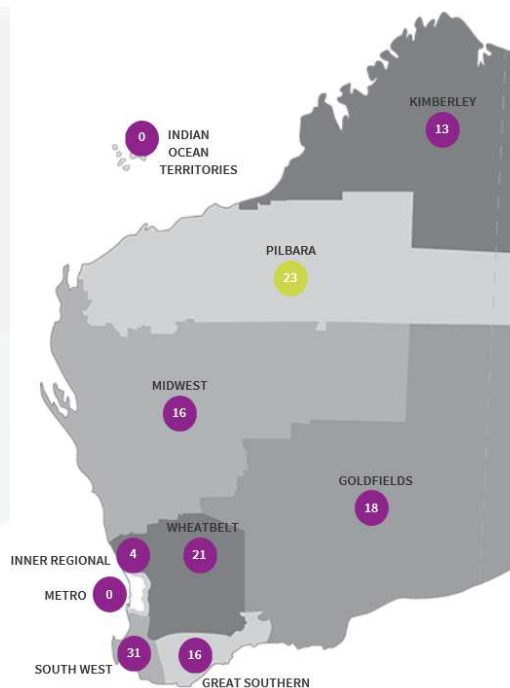 KIMBERLEY
13
0
INDIAN
OCEAN
TERRITORIES
PILBARA
23
MIDWEST
16
GOLDFIELDS
18
WHEATBELT
21
INNER REGIONAL
4
METRO
0
SOUTH WEST
31
16
GREAT SOUTHERN